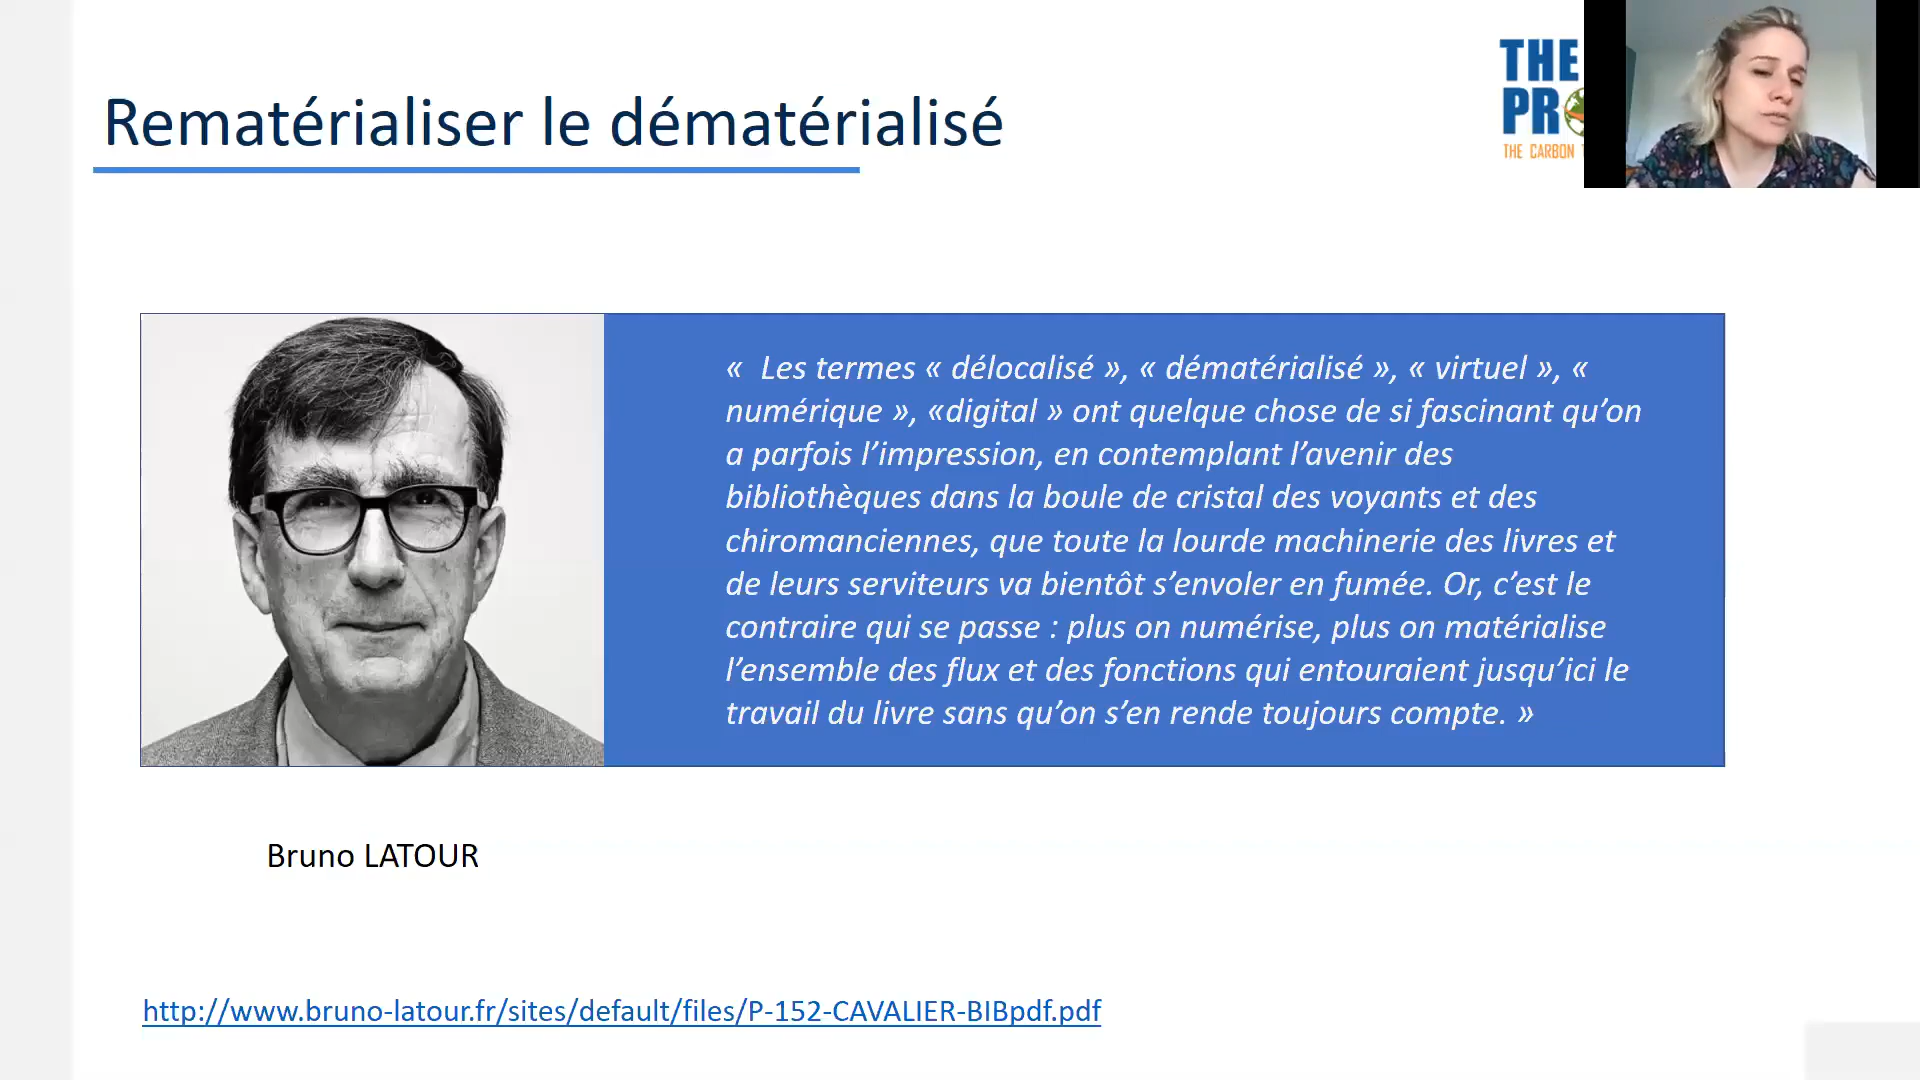 Rematérialiser le dématérialisé
THE
PR
THE CARBON
« Les termes « délocalisé », « dématérialisé », « virtuel », «
numérique », «digital » ont quelque chose de si fascinant qu’on
a parfois l’impression, en contemplant l’avenir des
bibliothèques dans la boule de cristal des voyants et des
chiromanciennes, que toute la lourde machinerie des livres et
de leurs serviteurs va bientôt s’envoler en fumée. Or, c’est le
contraire qui se passe : plus on numérise, plus on matérialise
l’ensemble des flux et des fonctions qui entouraient jusqu’ici le
travail du livre sans qu’on s’en rende toujours compte. »
Bruno LATOUR
http://www.bruno-latour.fr/sites/default/files/P-152-CAVALIER-BIBpdf.pdf